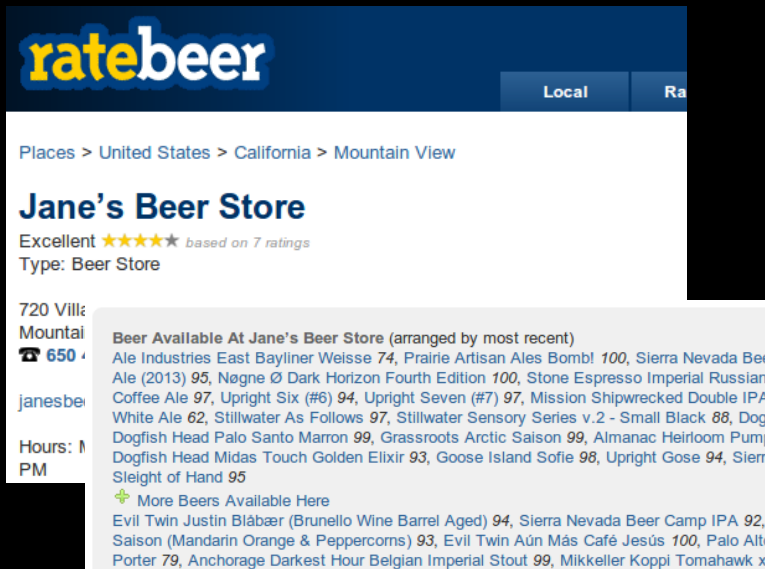 ratebeer
Local Ra
Places > United States > California > Mountain View
Jane's Beer Store
Excellent ★★★★★ based on 7 ratings
Type: Beer Store
720 Villa
Mountai
☎ 650
janesbee
Hours: M
PM
Beer Available At Jane's Beer Store (arranged by most recent)
Ale Industries East Bayliner Weisse 74, Prairie Artisan Ales Bomb! 100, Sierra Nevada Bee
Ale (2013) 95, Nøgne Ø Dark Horizon Fourth Edition 100, Stone Espresso Imperial Russian
Coffee Ale 97, Upright Six (#6) 94, Upright Seven (#7) 97, Mission Shipwrecked Double IPA
White Ale 62, Stillwater As Follows 97, Stillwater Sensory Series v.2 - Small Black 88, Dog
Dogfish Head Palo Santo Marron 99, Grassroots Arctic Saison 99, Almanac Heirloom Pump
Dogfish Head Midas Touch Golden Elixir 93, Goose Island Sofie 98, Upright Gose 94, Sierr
Sleight of Hand 95
More Beers Available Here
Evil Twin Justin Blåbær (Brunello Wine Barrel Aged) 94, Sierra Nevada Beer Camp IPA 92,
Saison (Mandarin Orange & Peppercorns) 93, Evil Twin Aún Más Café Jesús 100, Palo Alt
Porter 79, Anchorage Darkest Hour Belgian Imperial Stout 99, Mikkeller Koppi Tomahawk x